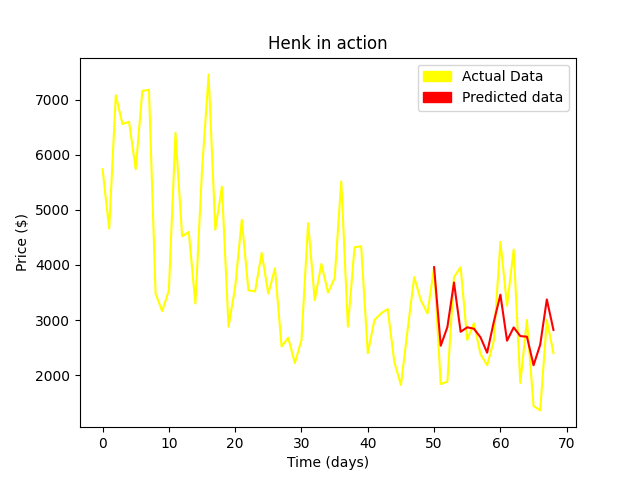 Henk in action
Actual Data
Predicted data
Price ($)
7000
6000
5000
4000
3000
2000
0 10 20 30 40 50 60 70
Time (days)